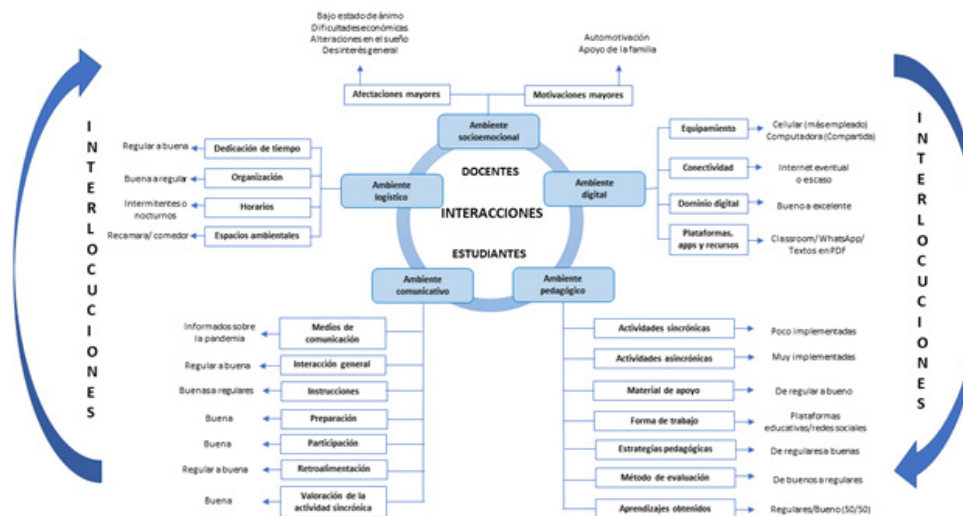 Bajo estado de ánimo
Dificultades económicas
Alteraciones en el sueño
Desinterés general
Automotivación
Apoyo de la familia
Afectaciones mayores
Motivaciones mayores
Ambiente
socioemocional
INTERLOCUCIONES
Regular a buena
Dedicación de tiempo
Buena a regular
Organización
Intermitentes o
nocturnos
Horarios
Recamara/ comedor
Espacios ambientales
Ambiente
logístico
DOCENTES
INTERACCIONES
ESTUDIANTES
Ambiente
digital
Equipamiento
Celular (más empleado)
Computadora (Compartida)
Conectividad
Internet eventual
o escaso
Dominio digital
Bueno a excelente
Plataformas,
apps y recursos
Classroom/WhatsApp/
Textos en PDF
INTERLOCUCIONES
Ambiente
comunicativo
Ambiente
pedagógico
Informados sobre
la pandemia
Medios de
comunicación
Regular a buena
Interacción general
Buenas a regulares
Instrucciones
Buena
Preparación
Buena
Participación
Regular a buena
Retroalimentación
Buena
Valoración de la
actividad sincrónica
Actividades sincrónicas
Poco implementadas
Actividades asincrónicas
Muy implementadas
Material de apoyo
De regular a bueno
Forma de trabajo
Plataformas
educativas/redes sociales
Estrategias pedagógicas
De regulares a buenas
Método de evaluación
De buenos a regulares
Aprendizajes obtenidos
Regulares/Bueno (50/50)